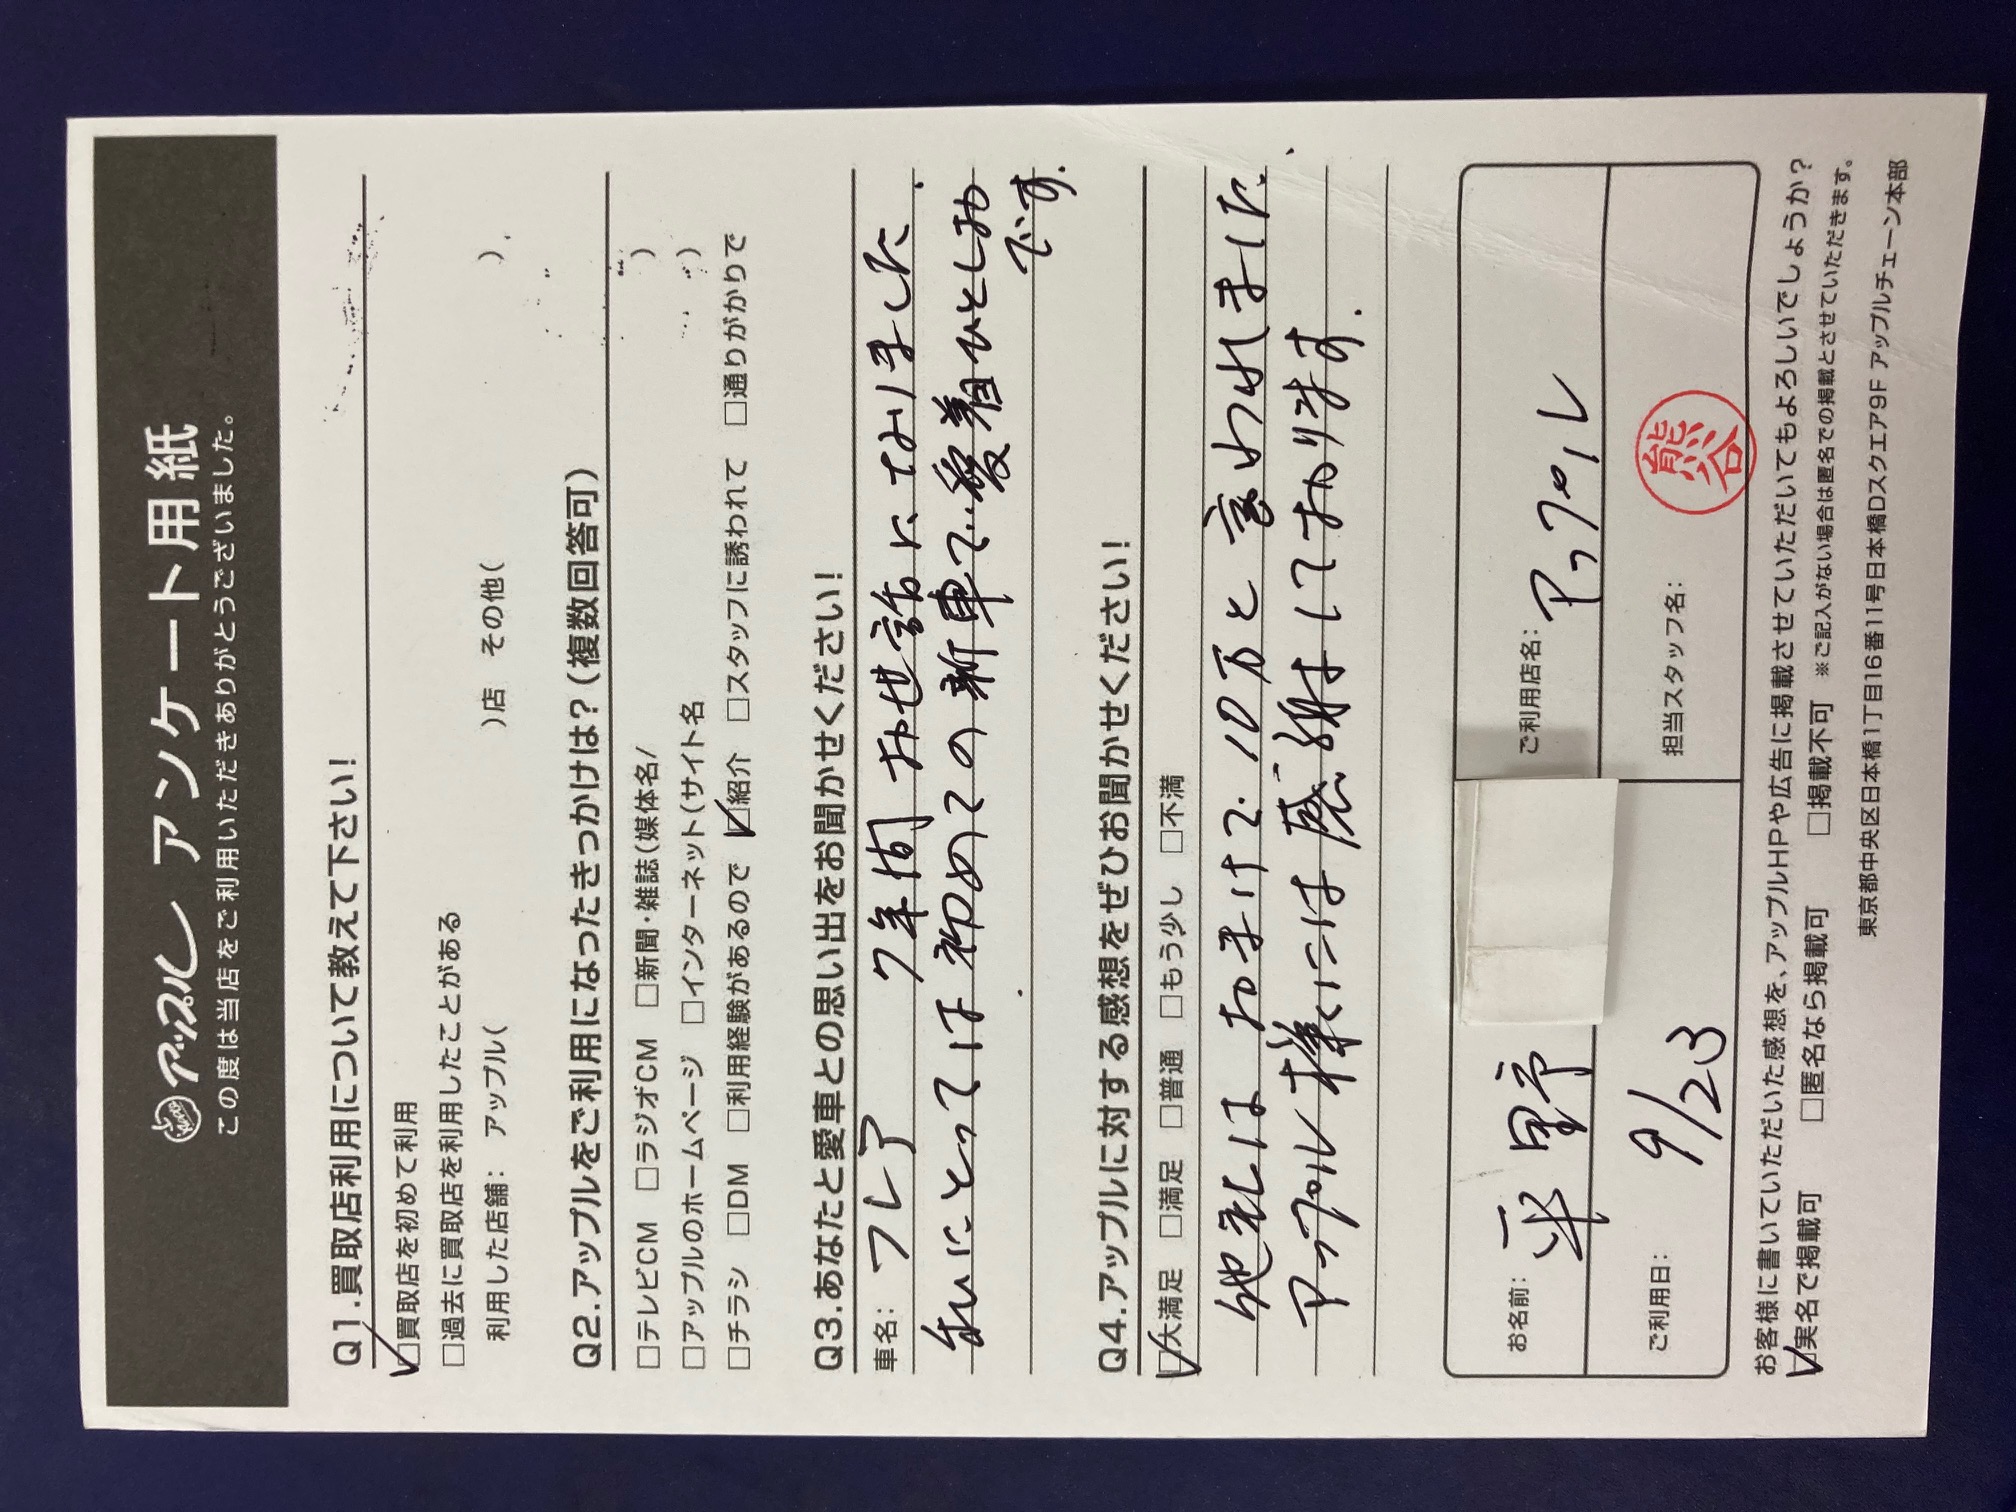 アップル アンケート用紙
この度は当店をご利用いただきありがとうございました。
Q1.買取店利用について教えて下さい!
☑買取店を初めて利用
□過去に買取店を利用したことがある
利用した店舗: アップル( )店 その他( )
Q2.アップルをご利用になったきっかけは?(複数回答可)
□テレビCM □ラジオCM □新聞・雑誌(媒体名/ )
□アップルのホームページ □インターネット(サイト名 )
□チラシ □DM □利用経験があるので ☑紹介 □スタッフに誘われて □通りがかりで
Q3.あなたと愛車との思い出をお聞かせください!
車名: フレア 7年間お世話になりました.
私にとっては初めての新車で愛着ひとしお
です.
Q4.アップルに対する感想をぜひお聞かせください!
☑大満足 □満足 □普通 □もう少し □不満
他社はおまけで10万と言われました.
アップル様には感謝しております.
お名前: 平野
ご利用店名: アップル
ご利用日: 9/23
担当スタッフ名: 熊谷
お客様に書いていただいた感想を、アップルHPや広告に掲載させていただいてもよろしいでしょうか?
☑実名で掲載可 □匿名なら掲載可 □掲載不可 ※ご記入がない場合は匿名での掲載とさせていただきます。
東京都中央区日本橋1丁目16番11号日本橋Dスクエア9F アップルチェーン本部